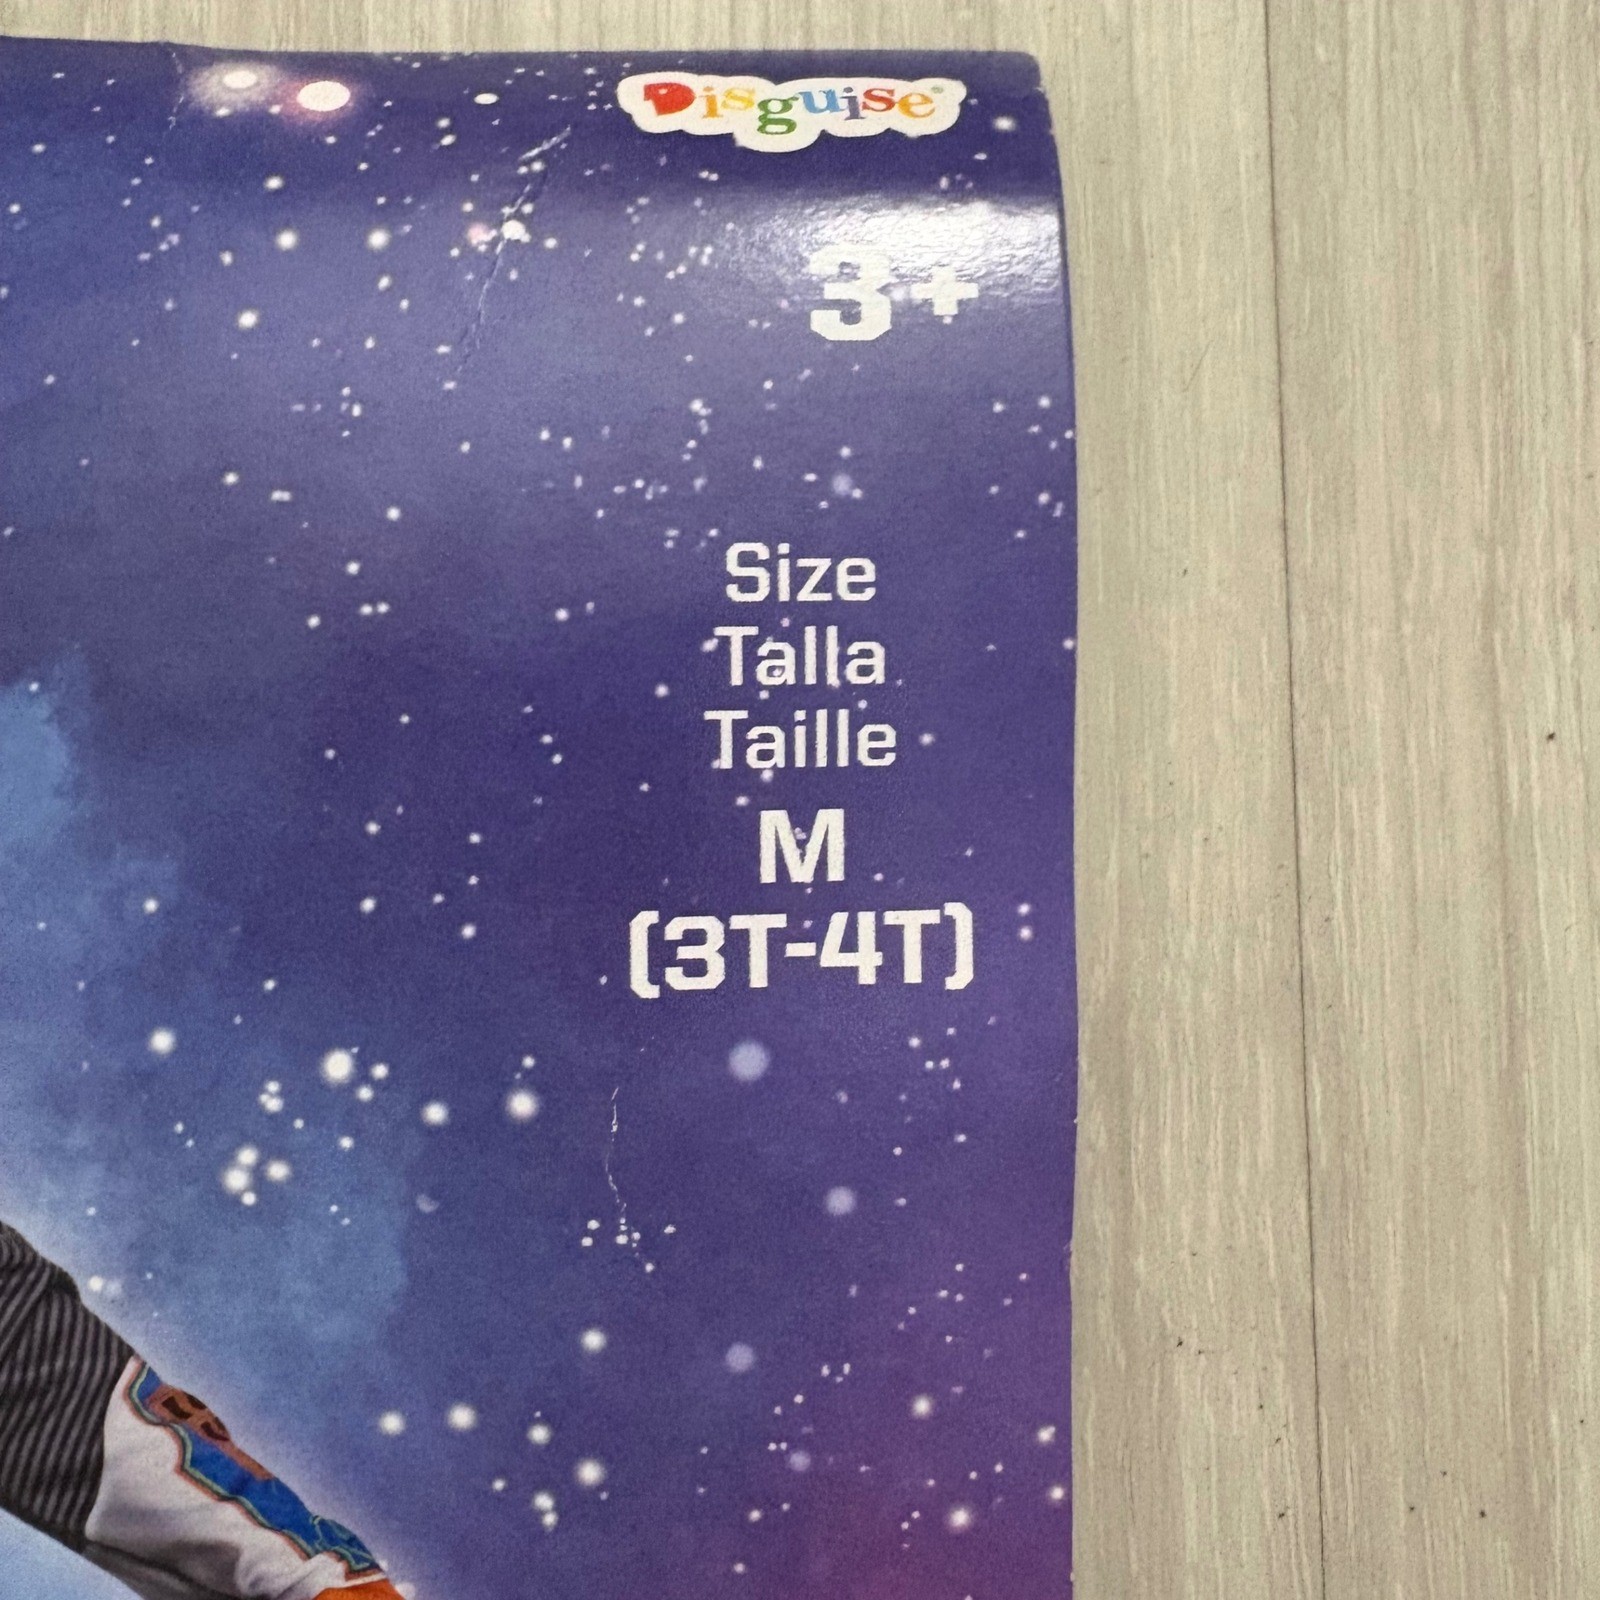 Disguise®
3+
Size
Talla
Taille
M
(3T-4T)